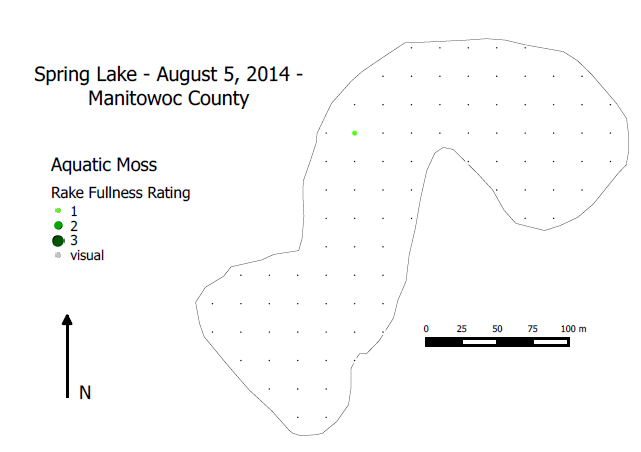 Spring Lake - August 5, 2014 -
Manitowoc County
Aquatic Moss
Rake Fullness Rating
1
2
3
visual
N
0 25 50 75 100 m